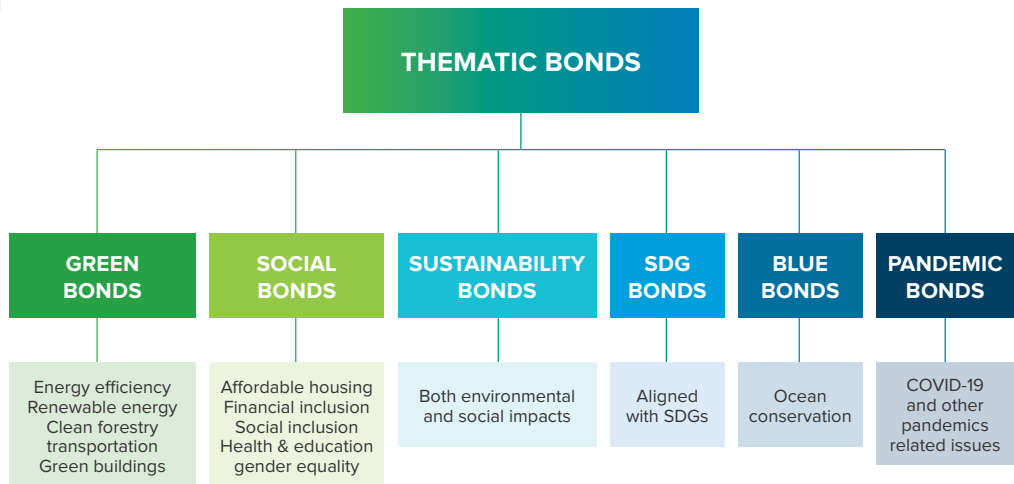 THEMATIC BONDS
GREEN
BONDS
SOCIAL
BONDS
SUSTAINABILITY
BONDS
SDG
BONDS
BLUE
BONDS
PANDEMIC
BONDS
Energy efficiency
Renewable energy
Clean forestry
transportation
Green buildings
Affordable housing
Financial inclusion
Social inclusion
Health & education
gender equality
Both environmental
and social impacts
Aligned
with SDGs
Ocean
conservation
COVID-19
and other
pandemics
related issues